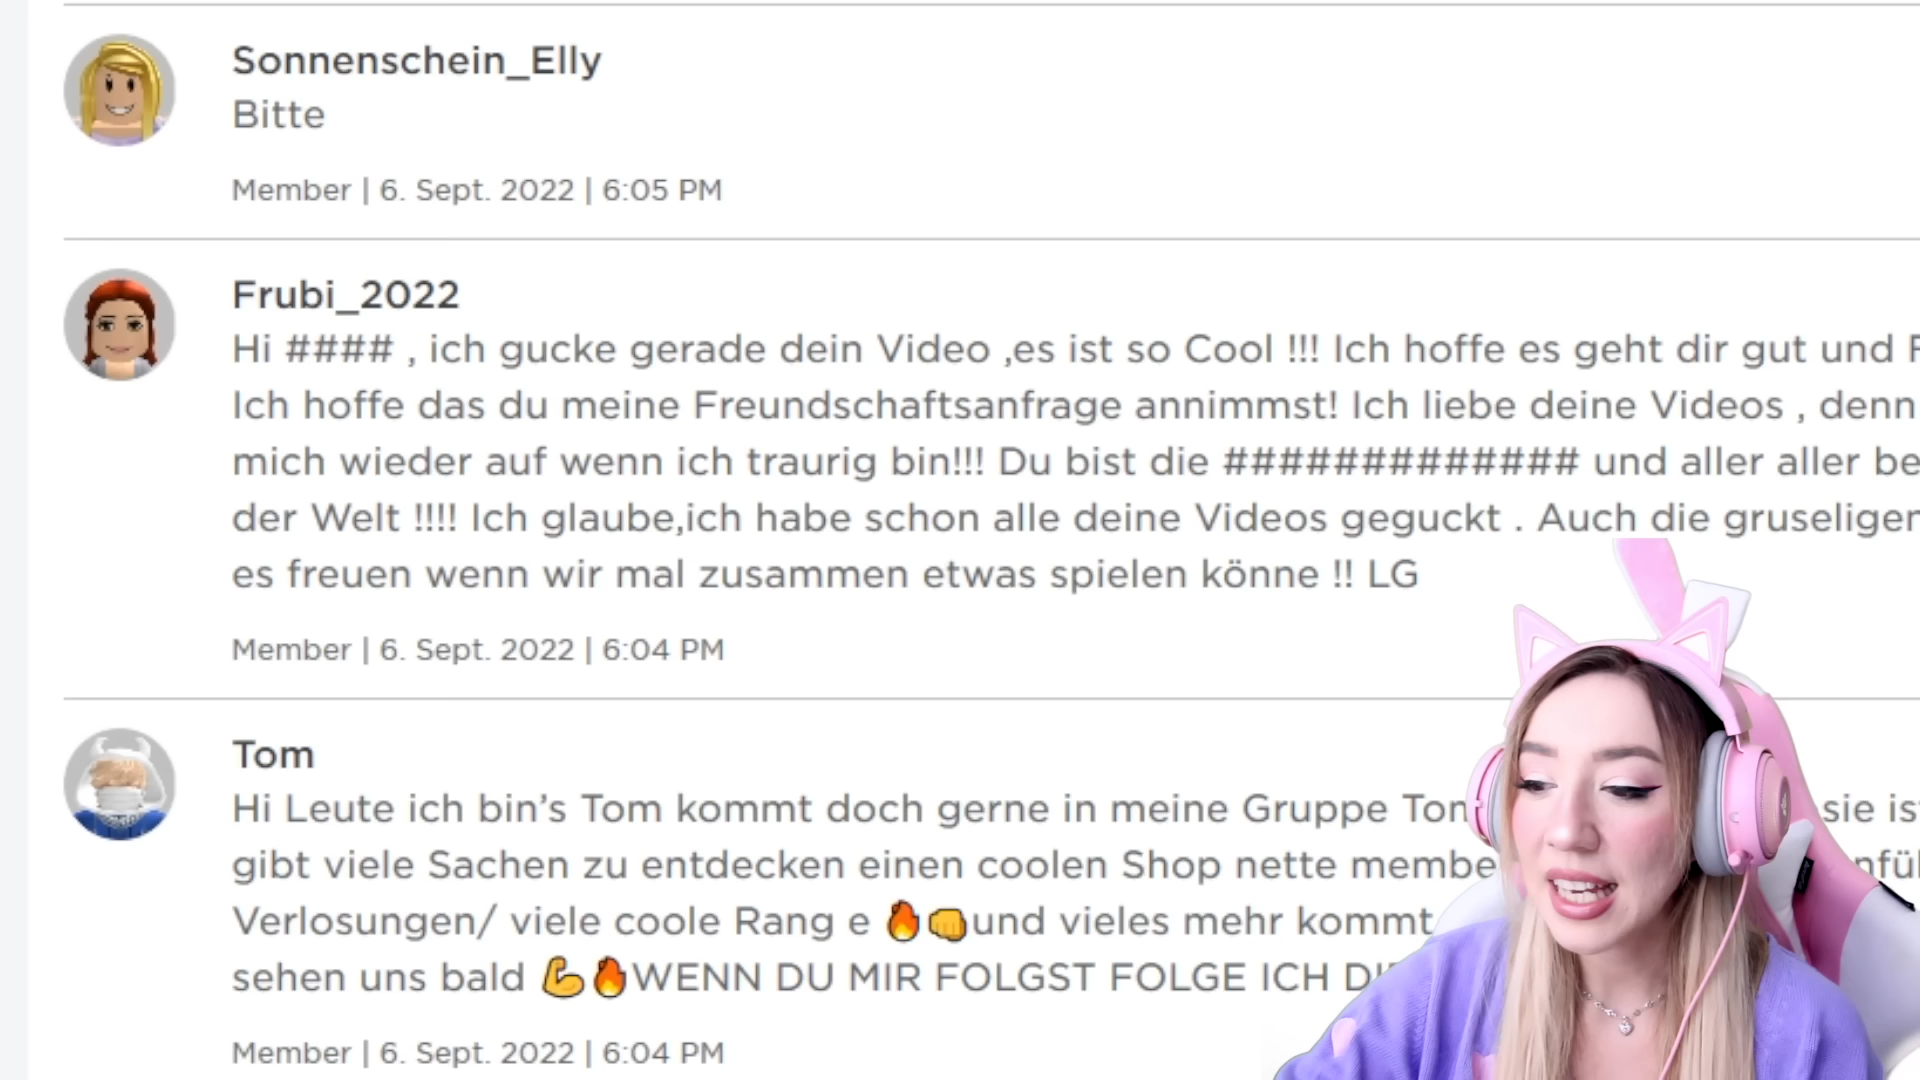 Sonnenschein_Elly
Bitte
Member | 6. Sept. 2022 | 6:05 PM
Frubi_2022
Hi #### , ich gucke gerade dein Video ,es ist so Cool !!! Ich hoffe es geht dir gut und
Ich hoffe das du meine Freundschaftsanfrage annimmst! Ich liebe deine Videos , denn
mich wieder auf wenn ich traurig bin!!! Du bist die ############# und aller aller
der Welt !!!! Ich glaube,ich habe schon alle deine Videos geguckt . Auch die
es freuen wenn wir mal zusammen etwas spielen könne !! LG
Member | 6. Sept. 2022 | 6:04 PM
Tom
Hi Leute ich bin's Tom kommt doch gerne in meine Gruppe sie
gibt viele Sachen zu entdecken einen coolen Shop nette
Verlosungen/ viele coole Rang e 🔥👊und vieles mehr kommt
sehen uns bald 💪🔥WENN DU MIR FOLGST FOLGE ICH
Member | 6. Sept. 2022 | 6:04 PM